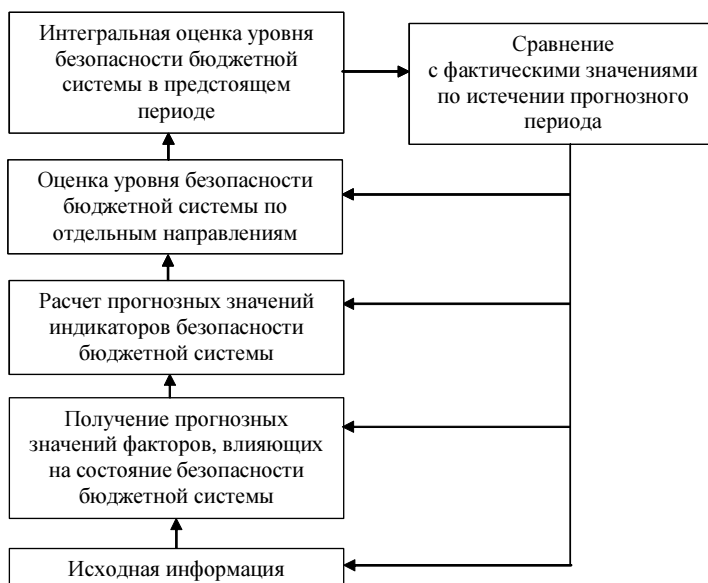 Интегральная оценка уровня
безопасности бюджетной
системы в предстоящем
периоде
Сравнение
с фактическими значениями
по истечении прогнозного
периода
Оценка уровня безопасности
бюджетной системы по
отдельным направлениям
Расчет прогнозных значений
индикаторов безопасности
бюджетной системы
Получение прогнозных
значений факторов, влияющих
на состояние безопасности
бюджетной системы
Исходная информация